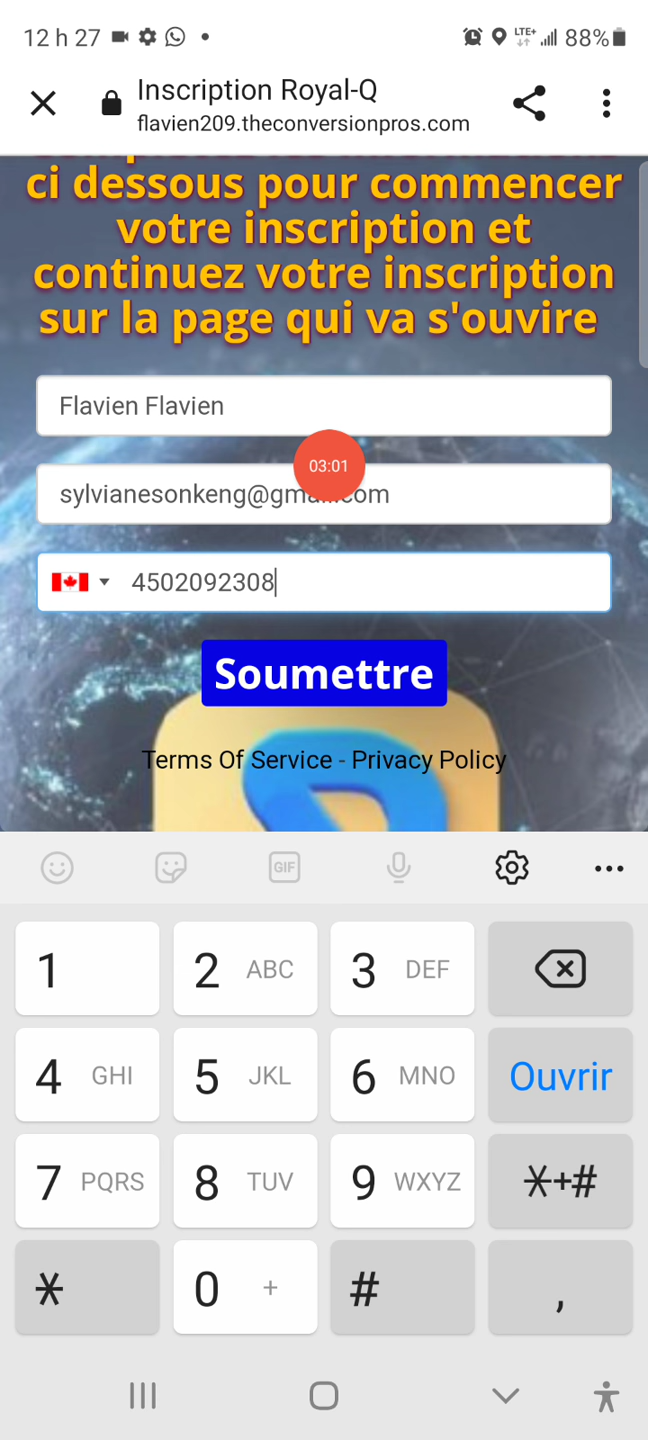 12 h 27
LTE+ 88%
Inscription Royal-Q
flavien209.theconversionpros.com
ci dessous pour commencer
votre inscription et
continuez votre inscription
sur la page qui va s'ouvire
Flavien Flavien
03:01
4502092308
Soumettre
Terms Of Service - Privacy Policy
GIF
1
2 ABC
3 DEF
4 GHI
5 JKL
6 MNO
Ouvrir
7 PQRS
8 TUV
9 WXYZ
*+#
*
0 +
#
,